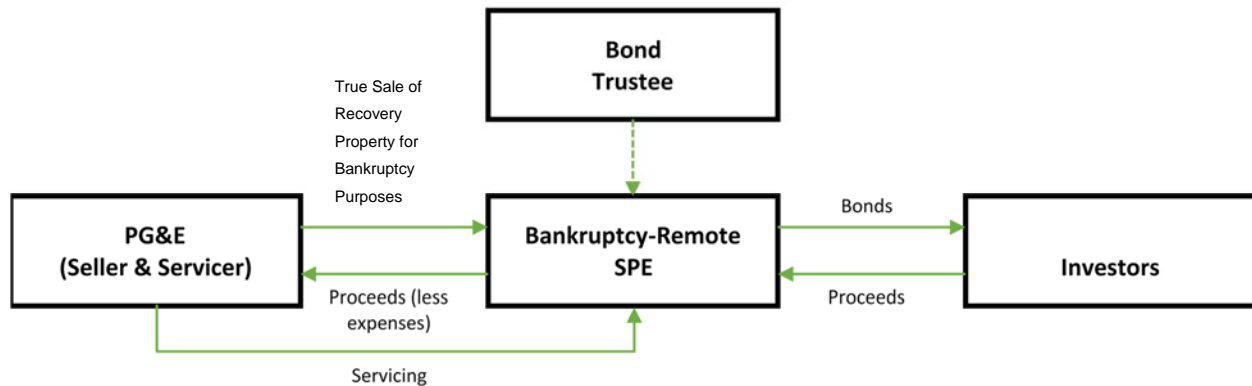 Bond
Trustee
True Sale of
Recovery
Property for
Bankruptcy
Purposes
PG&E
(Seller & Servicer)
Bankruptcy-Remote
SPE
Bonds
Investors
Proceeds (less
expenses)
Proceeds
Servicing